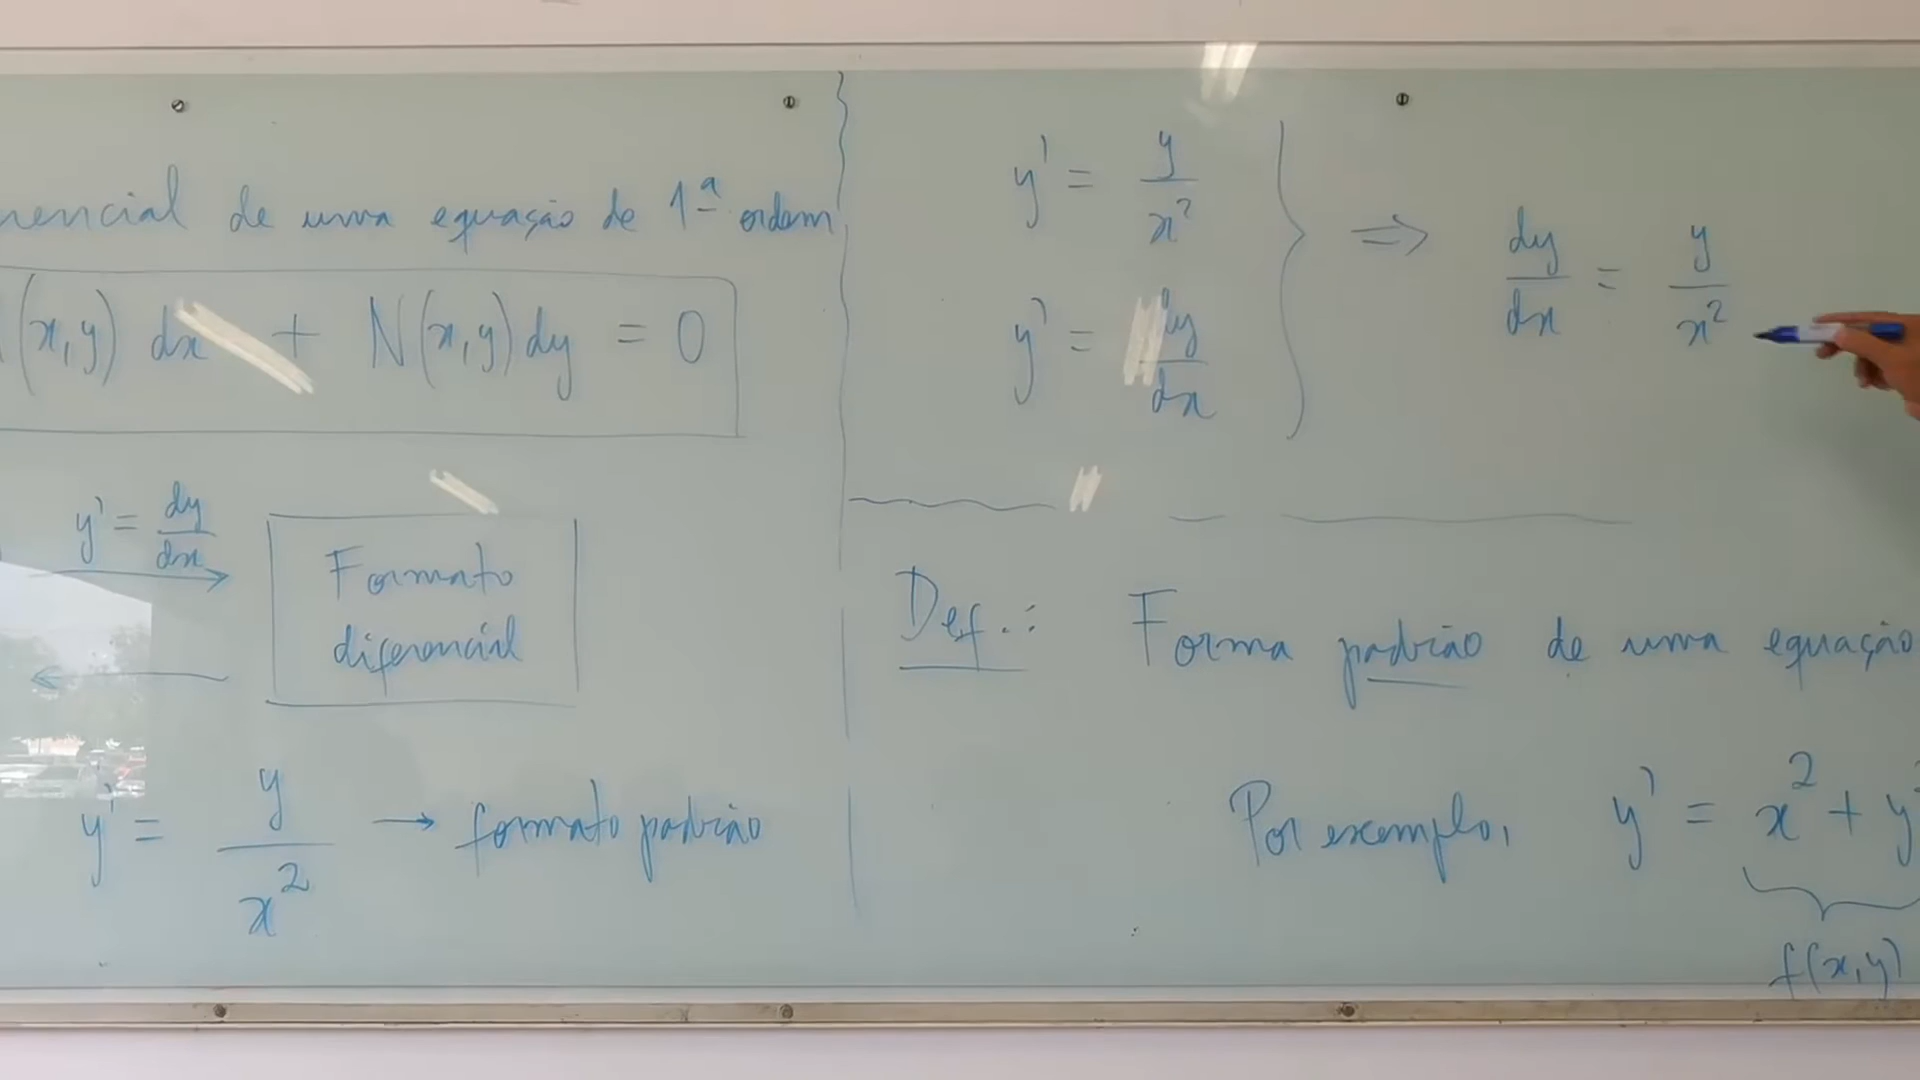 de uma equação de 1ª ordem
(x,y) dx + N(x,y) dy = 0
y' = dy/dx
Formato
diferencial
y' = y/x² → formato padrão
y' = y/x²
y' = dy/dx
⇒ dy/dx = y/x²
Def.: Forma padrão de uma equação
Por exemplo, y' = x² + y
f(x,y)